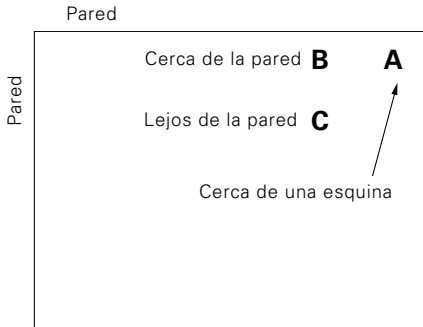 Pared
Pared
Cerca de la pared B A
Lejos de la pared C
Cerca de una esquina